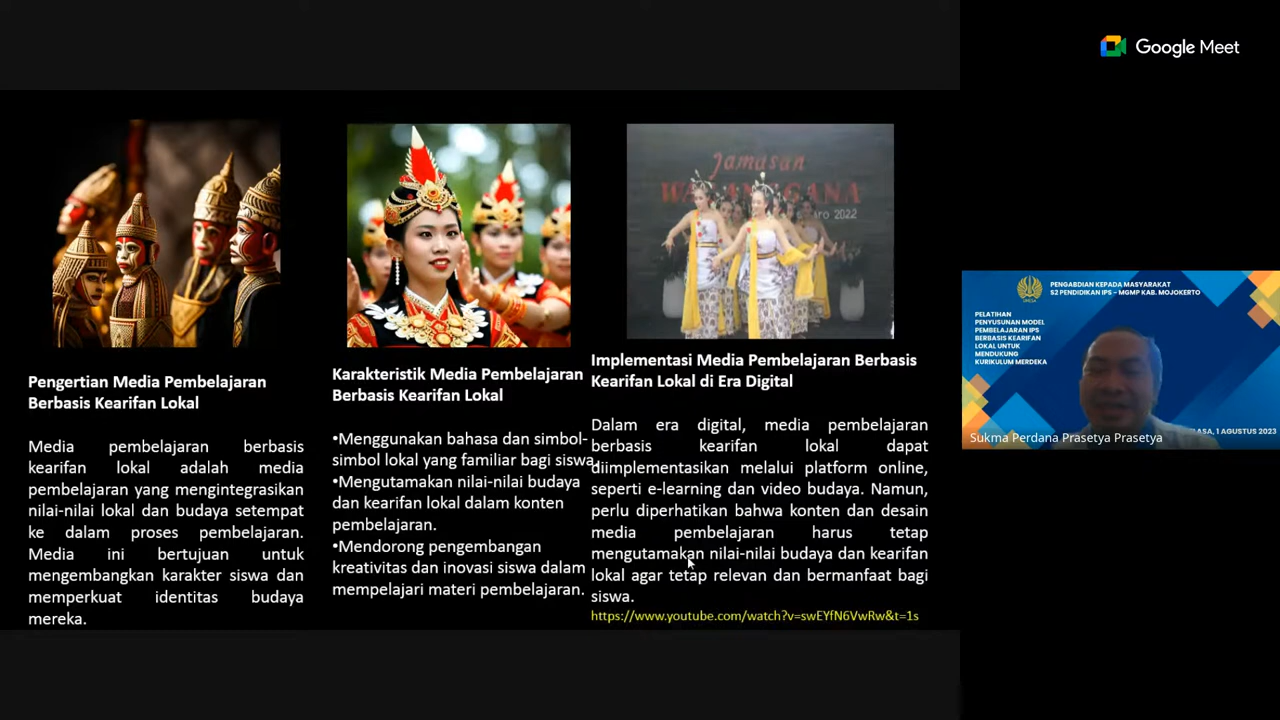 Google Meet
Jamasan
WARANGGANA
2022
Pengertian Media Pembelajaran
Berbasis Kearifan Lokal
Media pembelajaran berbasis
kearifan lokal adalah media
pembelajaran yang mengintegrasikan
nilai-nilai lokal dan budaya setempat
ke dalam proses pembelajaran.
Media ini bertujuan untuk
mengembangkan karakter siswa dan
memperkuat identitas budaya
mereka.
Karakteristik Media Pembelajaran
Berbasis Kearifan Lokal
•Menggunakan bahasa dan simbol-
simbol lokal yang familiar bagi siswa
•Mengutamakan nilai-nilai budaya
dan kearifan lokal dalam konten
pembelajaran.
•Mendorong pengembangan
kreativitas dan inovasi siswa dalam
mempelajari materi pembelajaran.
Implementasi Media Pembelajaran Berbasis
Kearifan Lokal di Era Digital
Dalam era digital, media pembelajaran
berbasis kearifan lokal dapat
diimplementasikan melalui platform online,
seperti e-learning dan video budaya. Namun,
perlu diperhatikan bahwa konten dan desain
media pembelajaran harus tetap
mengutamakan nilai-nilai budaya dan kearifan
lokal agar tetap relevan dan bermanfaat bagi
siswa.
https://www.youtube.com/watch?v=swEYfN6VwRw&t=1s
UNESA
PENGABDIAN KEPADA MASYARAKAT
S2 PENDIDIKAN IPS - MGMP KAB. MOJOKERTO
PELATIHAN
PENYUSUNAN MODEL
PEMBELAJARAN IPS
BERBASIS KEARIFAN
LOKAL UNTUK
MENDUKUNG
KURIKULUM MERDEKA
ELASA, 1 AGUSTUS 2023
Sukma Perdana Prasetya Prasetya